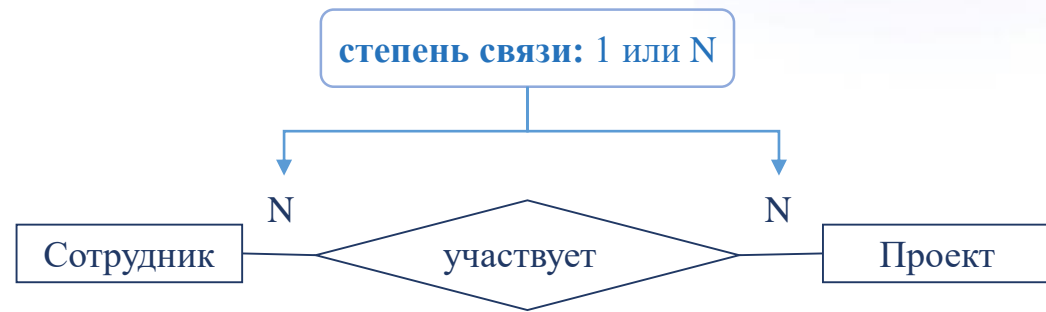 степень связи: 1 или N
N
N
Сотрудник
участвует
Проект